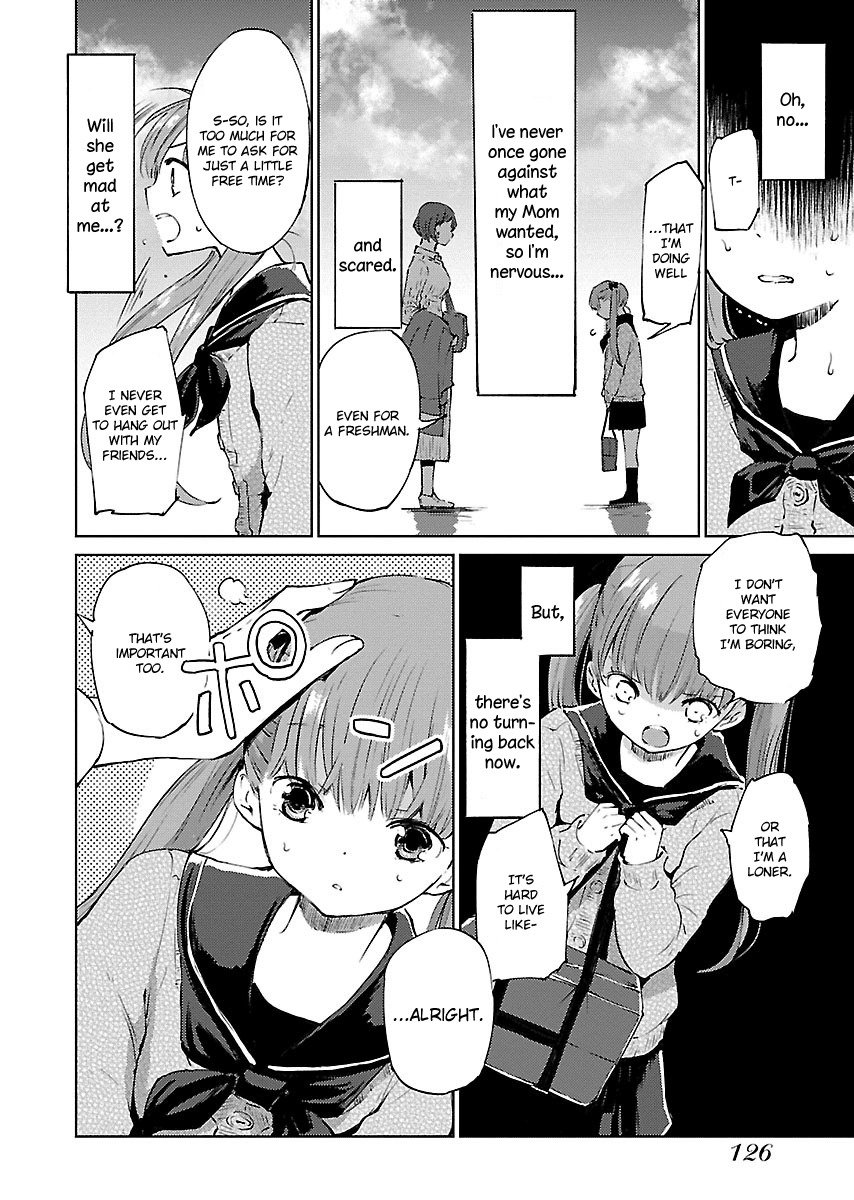 Oh,
no...
T-
...THAT
I'M
DOING
WELL
I've never
once gone
against
what
my Mom
wanted,
so I'm
nervous...
and
scared.
EVEN FOR
A FRESHMAN.
S-SO, IS IT
TOO MUCH FOR
ME TO ASK FOR
JUST A LITTLE
FREE TIME?
Will
she
get
mad
at
me...?
I NEVER
EVEN GET
TO HANG OUT
WITH MY
FRIENDS...
I DON'T
WANT
EVERYONE
TO THINK
I'M BORING,
But,
there's
no turn-
ing back
now.
OR
THAT
I'M A
LONER.
IT'S
HARD
TO LIVE
LIKE-
THAT'S
IMPORTANT
TOO.
ポン
...ALRIGHT.
126